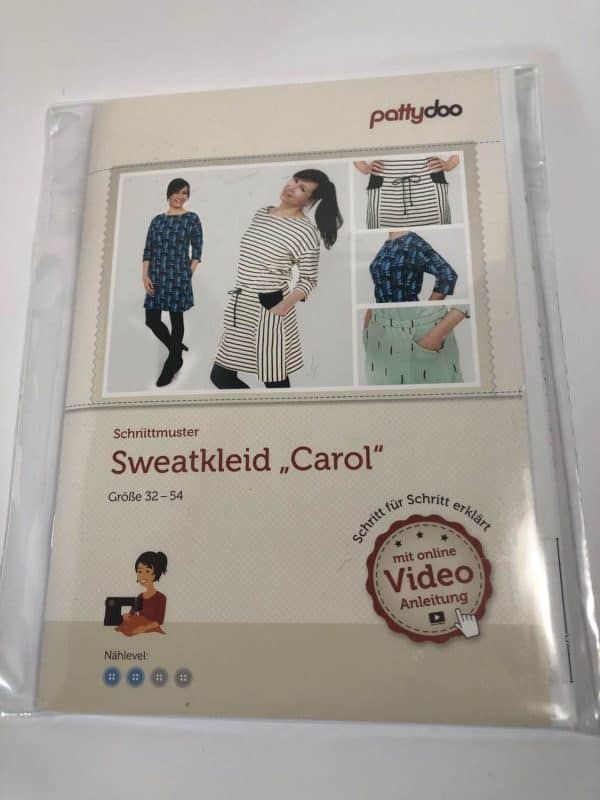 pattydoo
Schnittmuster
Sweatkleid „Carol“
Größe 32 – 54
Schritt für Schritt erklärt
mit online
Video
Anleitung
Nählevel: